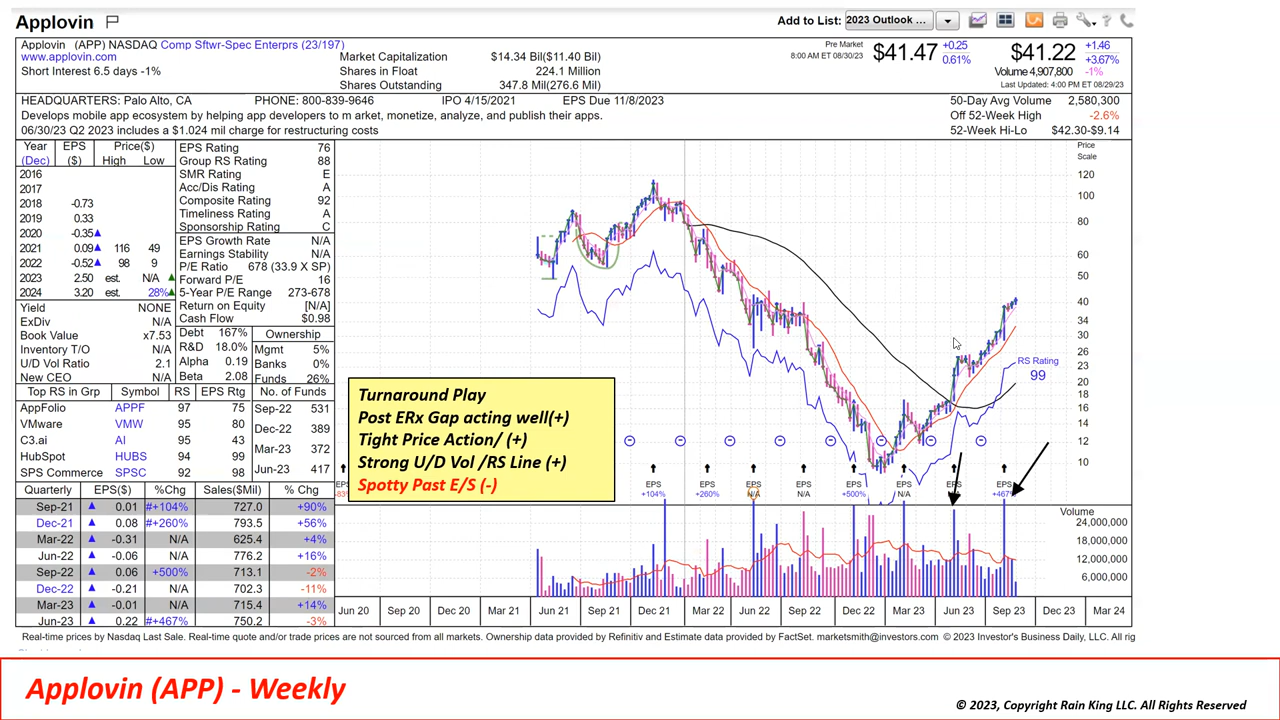 Applovin
Add to List: 2023 Outlook ...
Applovin (APP) NASDAQ Comp Sftwr-Spec Enterprs (23/197)
www.applovin.com
Short Interest 6.5 days -1%
Market Capitalization $14.34 Bil($11.40 Bil)
Shares in Float 224.1 Million
Shares Outstanding 347.8 Mil(276.6 Mil)
Pre Market
8:00 AM ET 08/30/23
$41.47 +0.25 0.61%
$41.22 +1.46 +3.67%
Volume 4,907,800 -1%
Last Updated: 4:00 PM ET 08/29/23
HEADQUARTERS: Palo Alto, CA PHONE: 800-839-9646 IPO 4/15/2021 EPS Due 11/8/2023
Develops mobile app ecosystem by helping app developers to m arket, monetize, analyze, and publish their apps.
06/30/23 Q2 2023 includes a $1.024 mil charge for restructuring costs
50-Day Avg Volume 2,580,300
Off 52-Week High -2.6%
52-Week Hi-Lo $42.30-$9.14
Year EPS Price($)
(Dec) ($) High Low
2016
2017
2018 -0.73
2019 0.33
2020 -0.35
2021 0.09 116 49
2022 -0.52 98 9
2023 2.50 est. N/A
2024 3.20 est. 28%
Yield NONE
ExDiv N/A
Book Value x7.53
Inventory T/O N/A
U/D Vol Ratio 2.1
New CEO N/A
EPS Rating 76
Group RS Rating 88
SMR Rating E
Acc/Dis Rating A
Composite Rating 92
Timeliness Rating A
Sponsorship Rating C
EPS Growth Rate N/A
Earnings Stability N/A
P/E Ratio 678 (33.9 X SP)
Forward P/E 16
5-Year P/E Range 273-678
Return on Equity [N/A]
Cash Flow $0.98
Debt 167%
R&D 18.0%
Alpha 0.19
Beta 2.08
Ownership
Mgmt 5%
Banks 0%
Funds 26%
Top RS in Grp Symbol RS EPS Rtg
AppFolio APPF 97 75
VMware VMW 95 80
C3.ai AI 95 43
HubSpot HUBS 94 80
SPS Commerce SPSC 92 98
No. of Funds
Sep-22 531
Dec-22 389
Mar-23 372
Jun-23 417
Quarterly EPS($) %Chg Sales($Mil) % Chg
Sep-21 0.01 #+104% 727.0 +90%
Dec-21 0.08 #+260% 793.5 +56%
Mar-22 -0.31 N/A 625.4 +4%
Jun-22 -0.06 N/A 776.2 +16%
Sep-22 0.06 +500% 713.1 -2%
Dec-22 -0.21 N/A 702.3 -11%
Mar-23 -0.01 N/A 715.4 +14%
Jun-23 0.22 #+467% 750.2 -3%
Turnaround Play
Post ERx Gap acting well(+)
Tight Price Action/ (+)
Strong U/D Vol /RS Line (+)
Spotty Past E/S (-)
Price
Scale
120
100
80
60
50
40
34
30
26
23
20
18
16
14
12
10
RS Rating
99
EPS EPS EPS EPS EPS EPS EPS EPS
+104% +260% N/A N/A +500% N/A +467%
Volume
24,000,000
18,000,000
12,000,000
6,000,000
Jun 20 Sep 20 Dec 20 Mar 21 Jun 21 Sep 21 Dec 21 Mar 22 Jun 22 Sep 22 Dec 22 Mar 23 Jun 23 Sep 23 Dec 23 Mar 24
Real-time prices by Nasdaq Last Sale. Real-time quote and/or trade prices are not sourced from all markets. Ownership data provided by Refinitiv and Estimate data provided by FactSet. marketsmith@investors.com © 2023 Investor's Business Daily, LLC. All rig
Applovin (APP) - Weekly
© 2023, Copyright Rain King LLC. All Rights Reserved